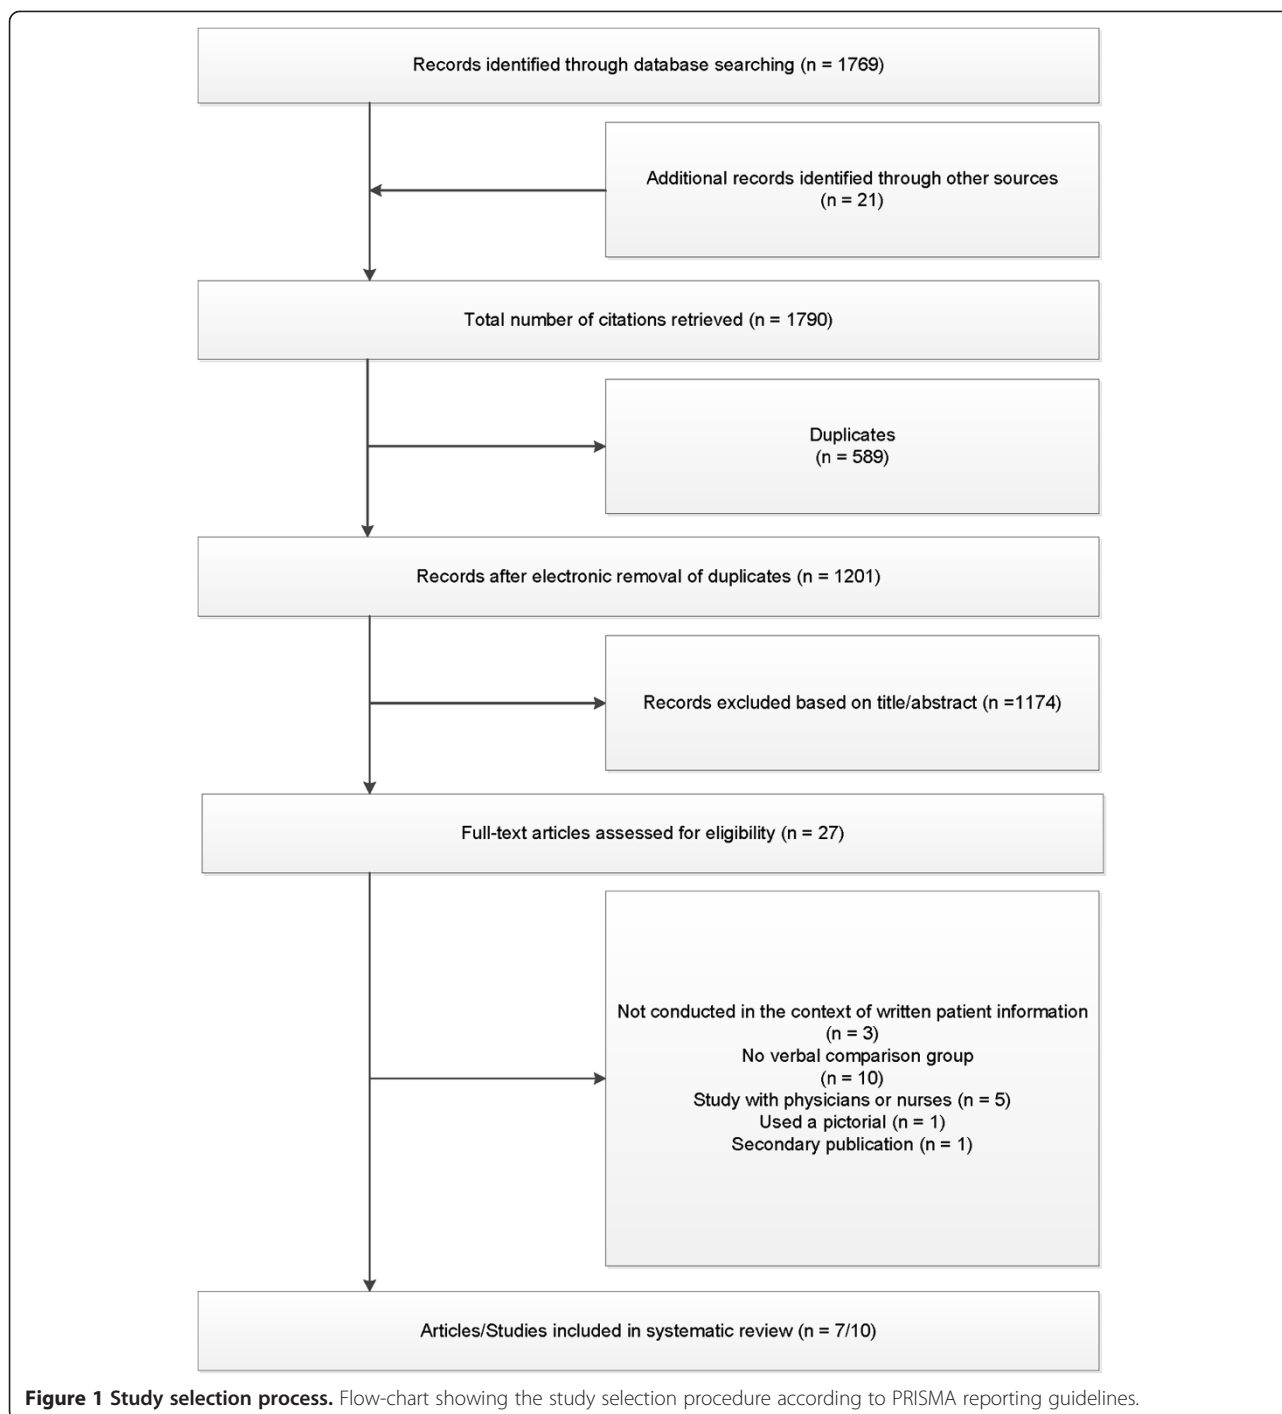 Records identified through database searching (n = 1769)
Additional records identified through other sources
(n = 21)
Total number of citations retrieved (n = 1790)
Duplicates
(n = 589)
Records after electronic removal of duplicates (n = 1201)
Records excluded based on title/abstract (n =1174)
Full-text articles assessed for eligibility (n = 27)
Not conducted in the context of written patient information
(n = 3)
No verbal comparison group
(n = 10)
Study with physicians or nurses (n = 5)
Used a pictorial (n = 1)
Secondary publication (n = 1)
Articles/Studies included in systematic review (n = 7/10)
Figure 1 Study selection process. Flow-chart showing the study selection procedure according to PRISMA reporting guidelines.